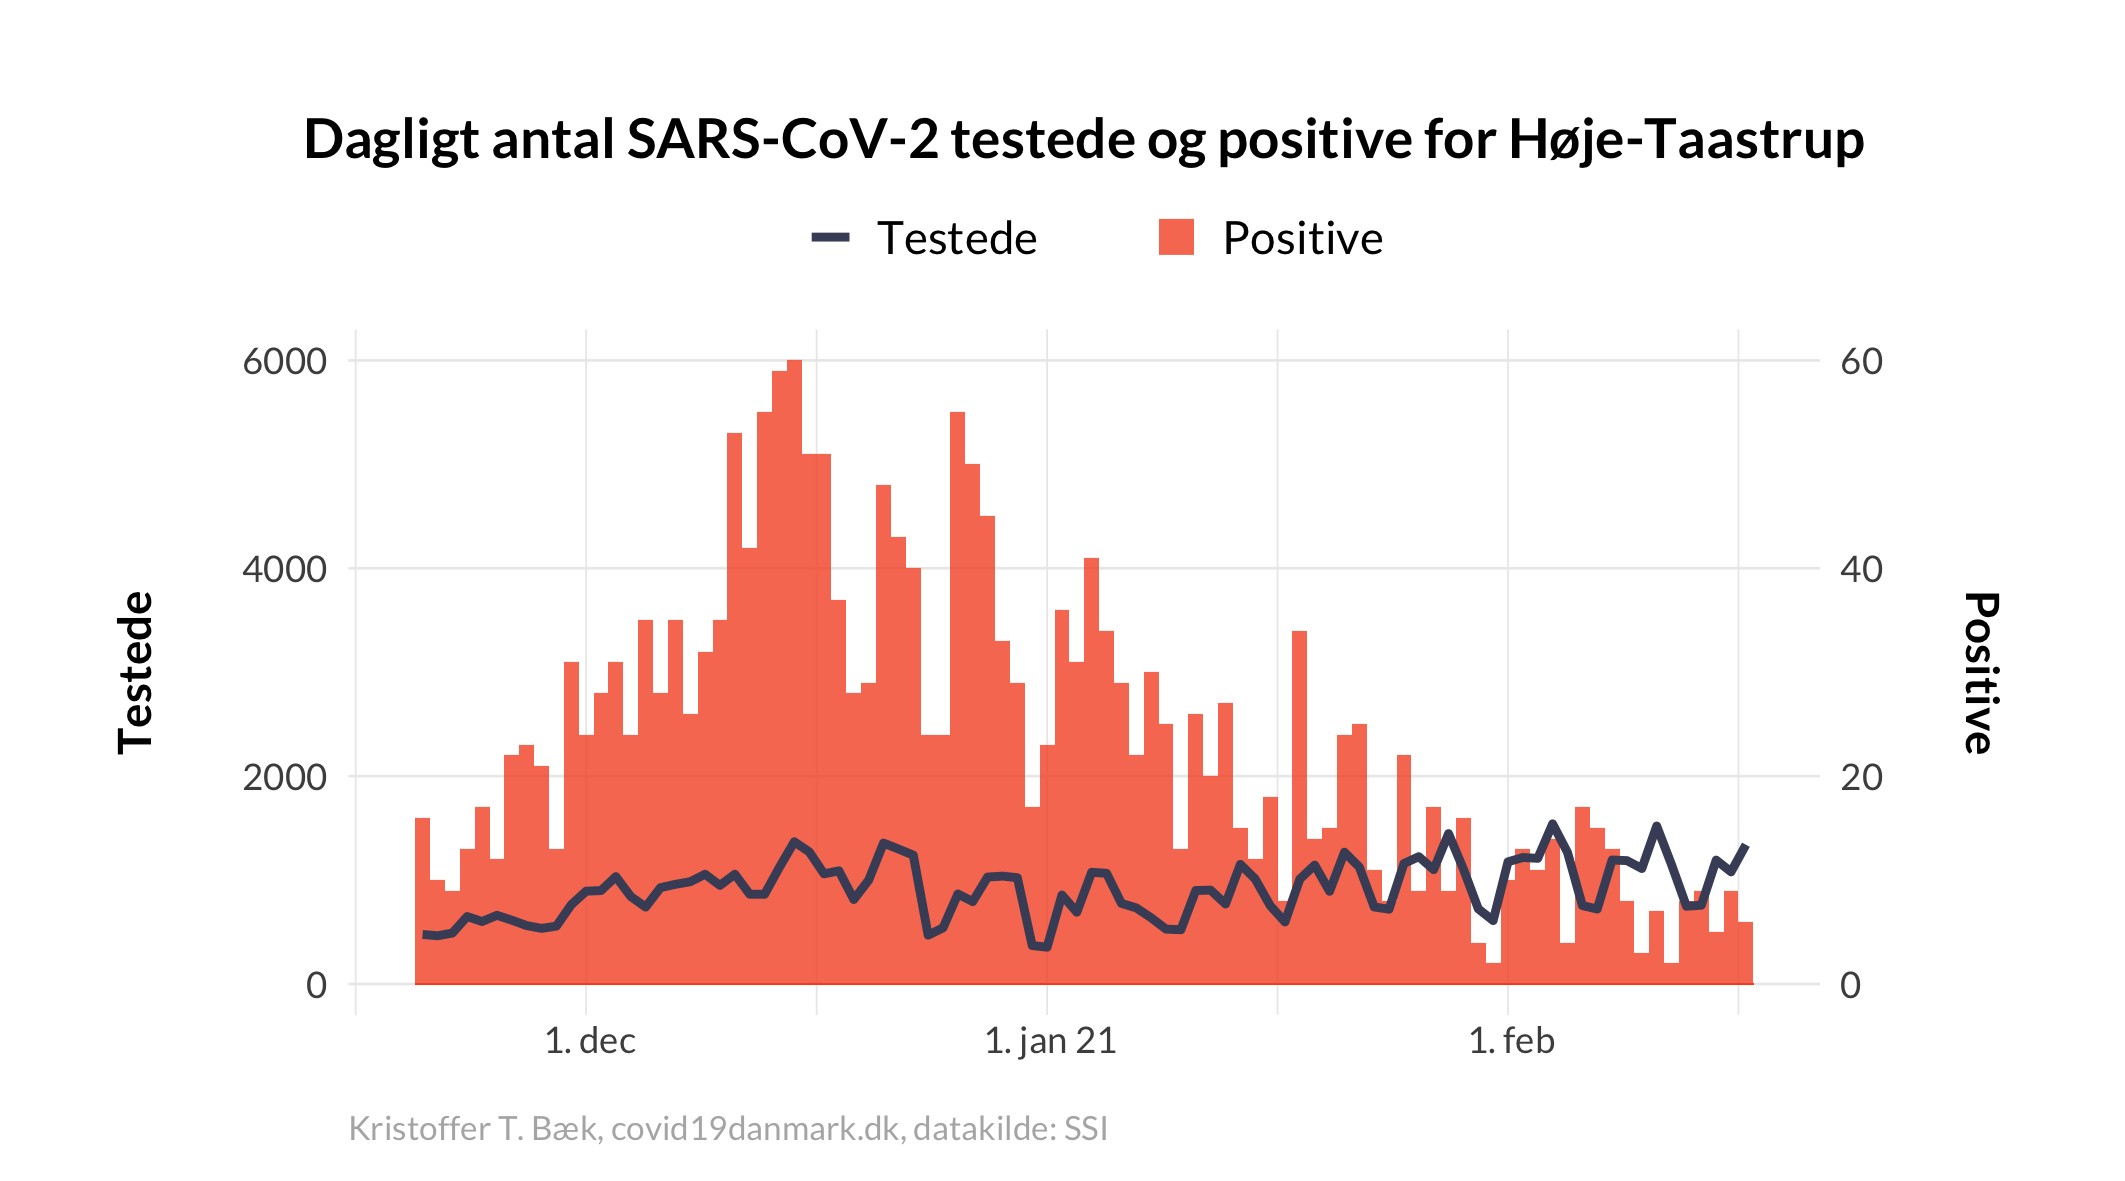 Dagligt antal SARS-CoV-2 testede og positive for Høje-Taastrup
Testede
Positive
6000
4000
2000
0
60
40
20
0
Testede
Positive
1. dec
1. jan 21
1. feb
Kristoffer T. Bæk, covid19danmark.dk, datakilde: SSI